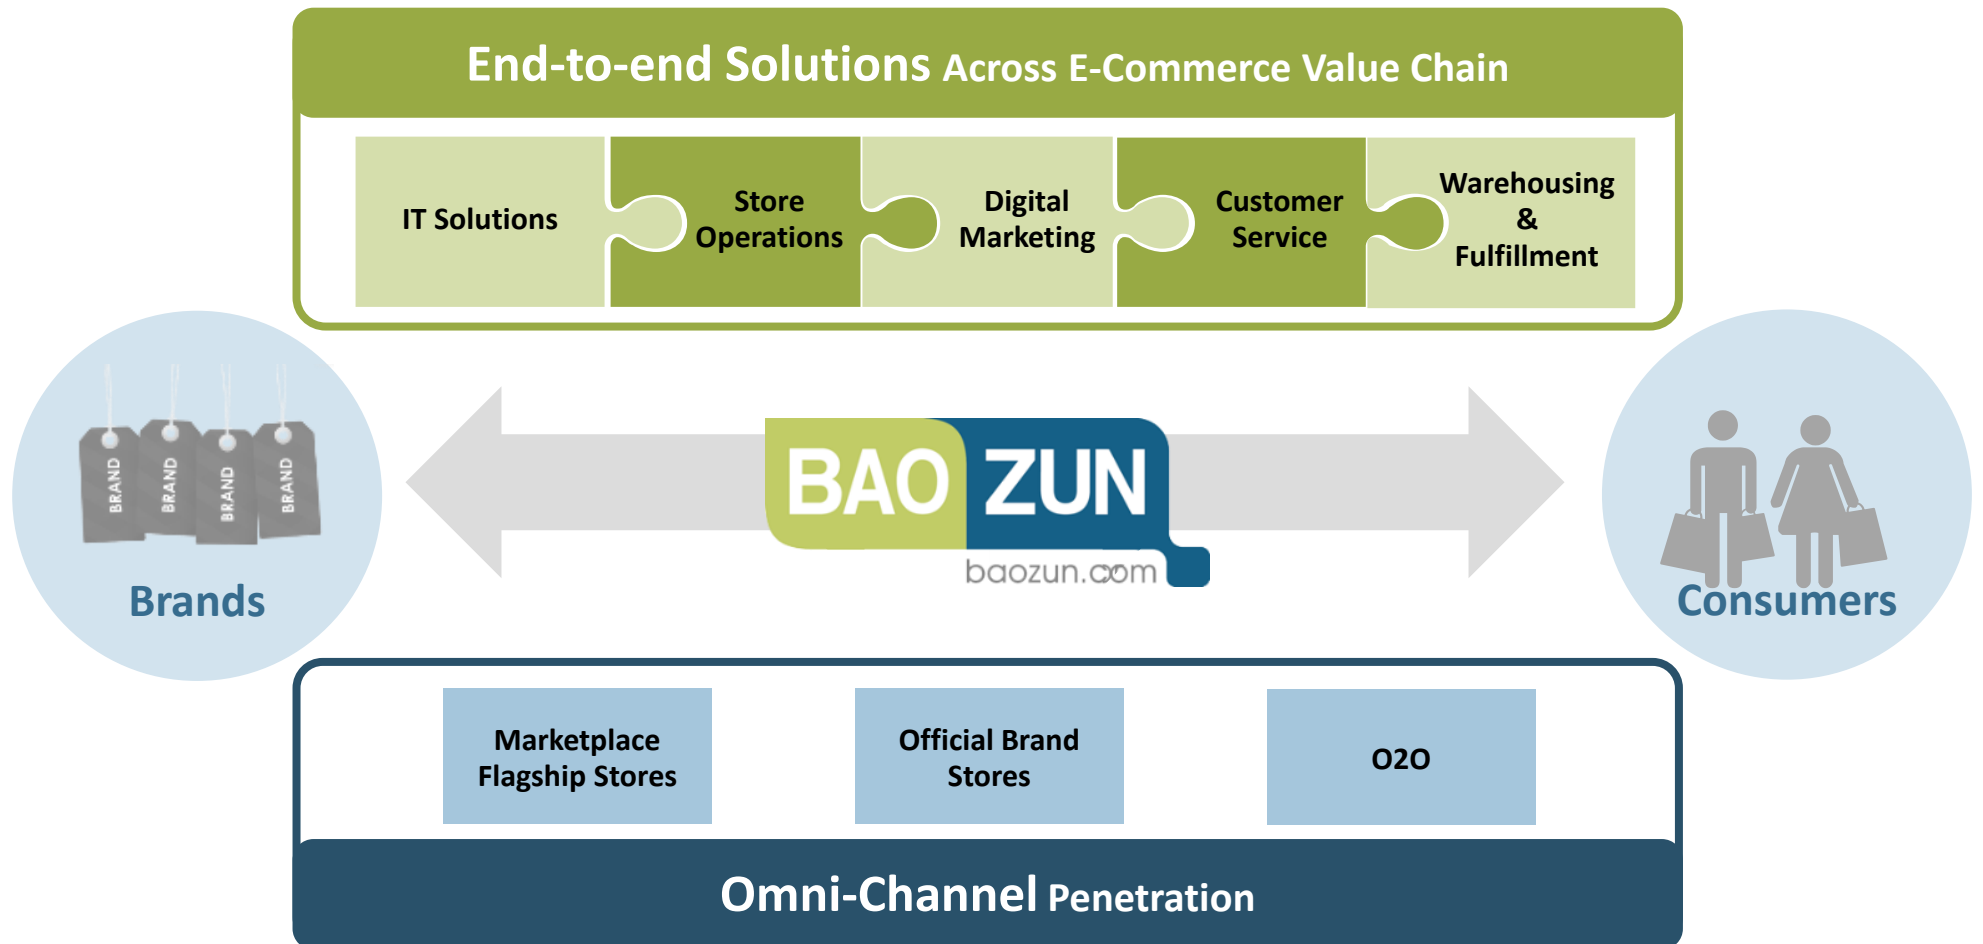 End-to-end Solutions Across E-Commerce Value Chain
IT Solutions
Store
Operations
Digital
Marketing
Customer
Service
Warehousing
&
Fulfillment
BRAND
BRAND
BRAND
BRAND
Brands
BAO ZUN
baozun.com
Consumers
Marketplace
Flagship Stores
Official Brand
Stores
O2O
Omni-Channel Penetration